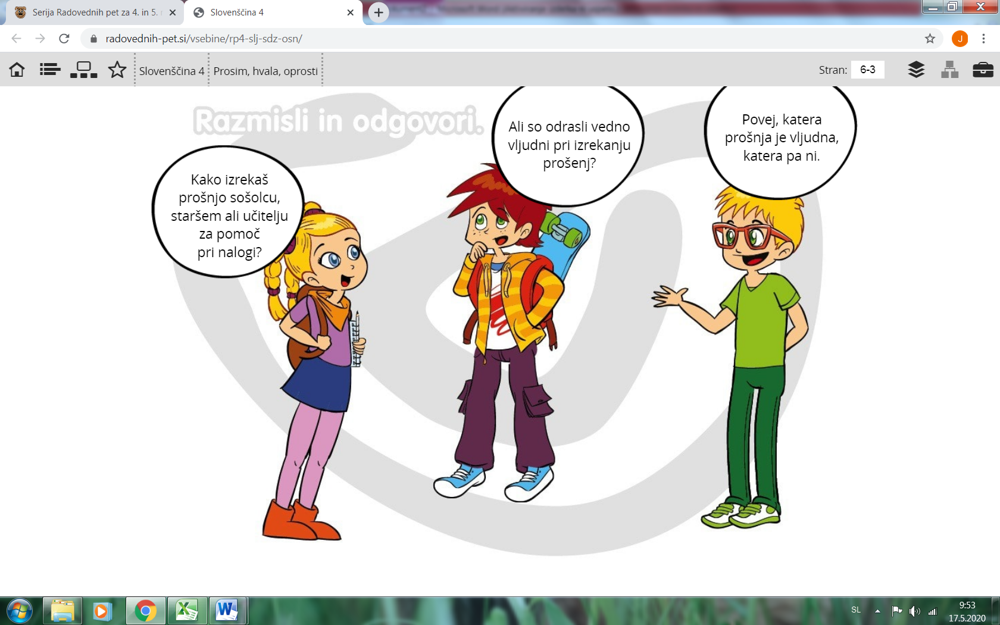 Serija Radovednih pet za 4. in 5. r
Slovenščina 4
radovednih-pet.si/vsebine/rp4-slj-sdz-osn/
J
Slovenščina 4
Prosim, hvala, oprosti
Stran:
6-3
Razmisli in odgovori.
Kako izrekaš
prošnjo sošolcu,
staršem ali učitelju
za pomoč
pri nalogi?
Ali so odrasli vedno
vljudni pri izrekanju
prošenj?
Povej, katera
prošnja je vljudna,
katera pa ni.
SL
9:53
17.5.2020